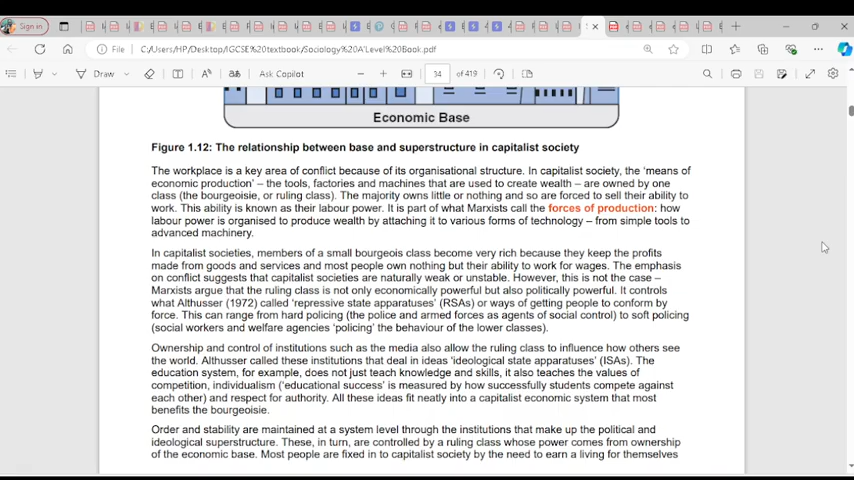 Sign in
File
C:/Users/HP/Desktop/IGCSE%20textbook/Sociology%20A'Level%20Book.pdf
Draw
Ask Copilot
34 of 419
Economic Base
Figure 1.12: The relationship between base and superstructure in capitalist society
The workplace is a key area of conflict because of its organisational structure. In capitalist society, the 'means of
economic production' – the tools, factories and machines that are used to create wealth – are owned by one
class (the bourgeoisie, or ruling class). The majority owns little or nothing and so are forced to sell their ability to
work. This ability is known as their labour power. It is part of what Marxists call the forces of production: how
labour power is organised to produce wealth by attaching it to various forms of technology – from simple tools to
advanced machinery.
In capitalist societies, members of a small bourgeois class become very rich because they keep the profits
made from goods and services and most people own nothing but their ability to work for wages. The emphasis
on conflict suggests that capitalist societies are naturally weak or unstable. However, this is not the case –
Marxists argue that the ruling class is not only economically powerful but also politically powerful. It controls
what Althusser (1972) called 'repressive state apparatuses' (RSAs) or ways of getting people to conform by
force. This can range from hard policing (the police and armed forces as agents of social control) to soft policing
(social workers and welfare agencies 'policing' the behaviour of the lower classes).
Ownership and control of institutions such as the media also allow the ruling class to influence how others see
the world. Althusser called these institutions that deal in ideas 'ideological state apparatuses' (ISAs). The
education system, for example, does not just teach knowledge and skills, it also teaches the values of
competition, individualism ('educational success' is measured by how successfully students compete against
each other) and respect for authority. All these ideas fit neatly into a capitalist economic system that most
benefits the bourgeoisie.
Order and stability are maintained at a system level through the institutions that make up the political and
ideological superstructure. These, in turn, are controlled by a ruling class whose power comes from ownership
of the economic base. Most people are fixed in to capitalist society by the need to earn a living for themselves